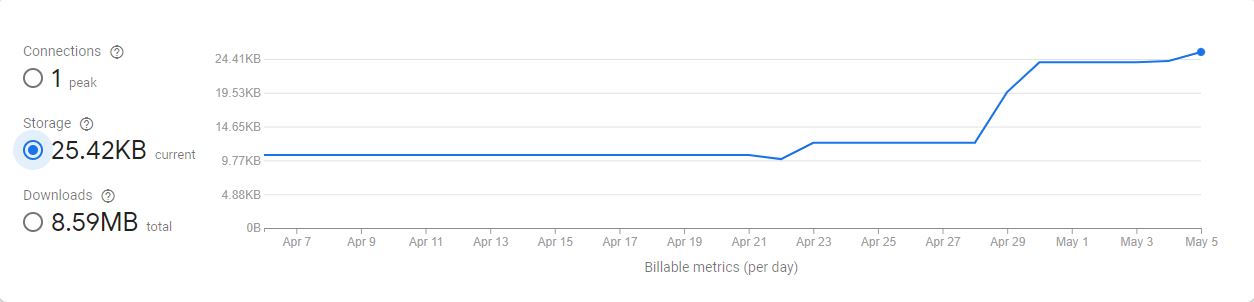 Connections ?
1 peak
Storage ?
25.42KB current
Downloads ?
8.59MB total
24.41KB
19.53KB
14.65KB
9.77KB
4.88KB
0B
Apr 7 Apr 9 Apr 11 Apr 13 Apr 15 Apr 17 Apr 19 Apr 21 Apr 23 Apr 25 Apr 27 Apr 29 May 1 May 3 May 5
Billable metrics (per day)